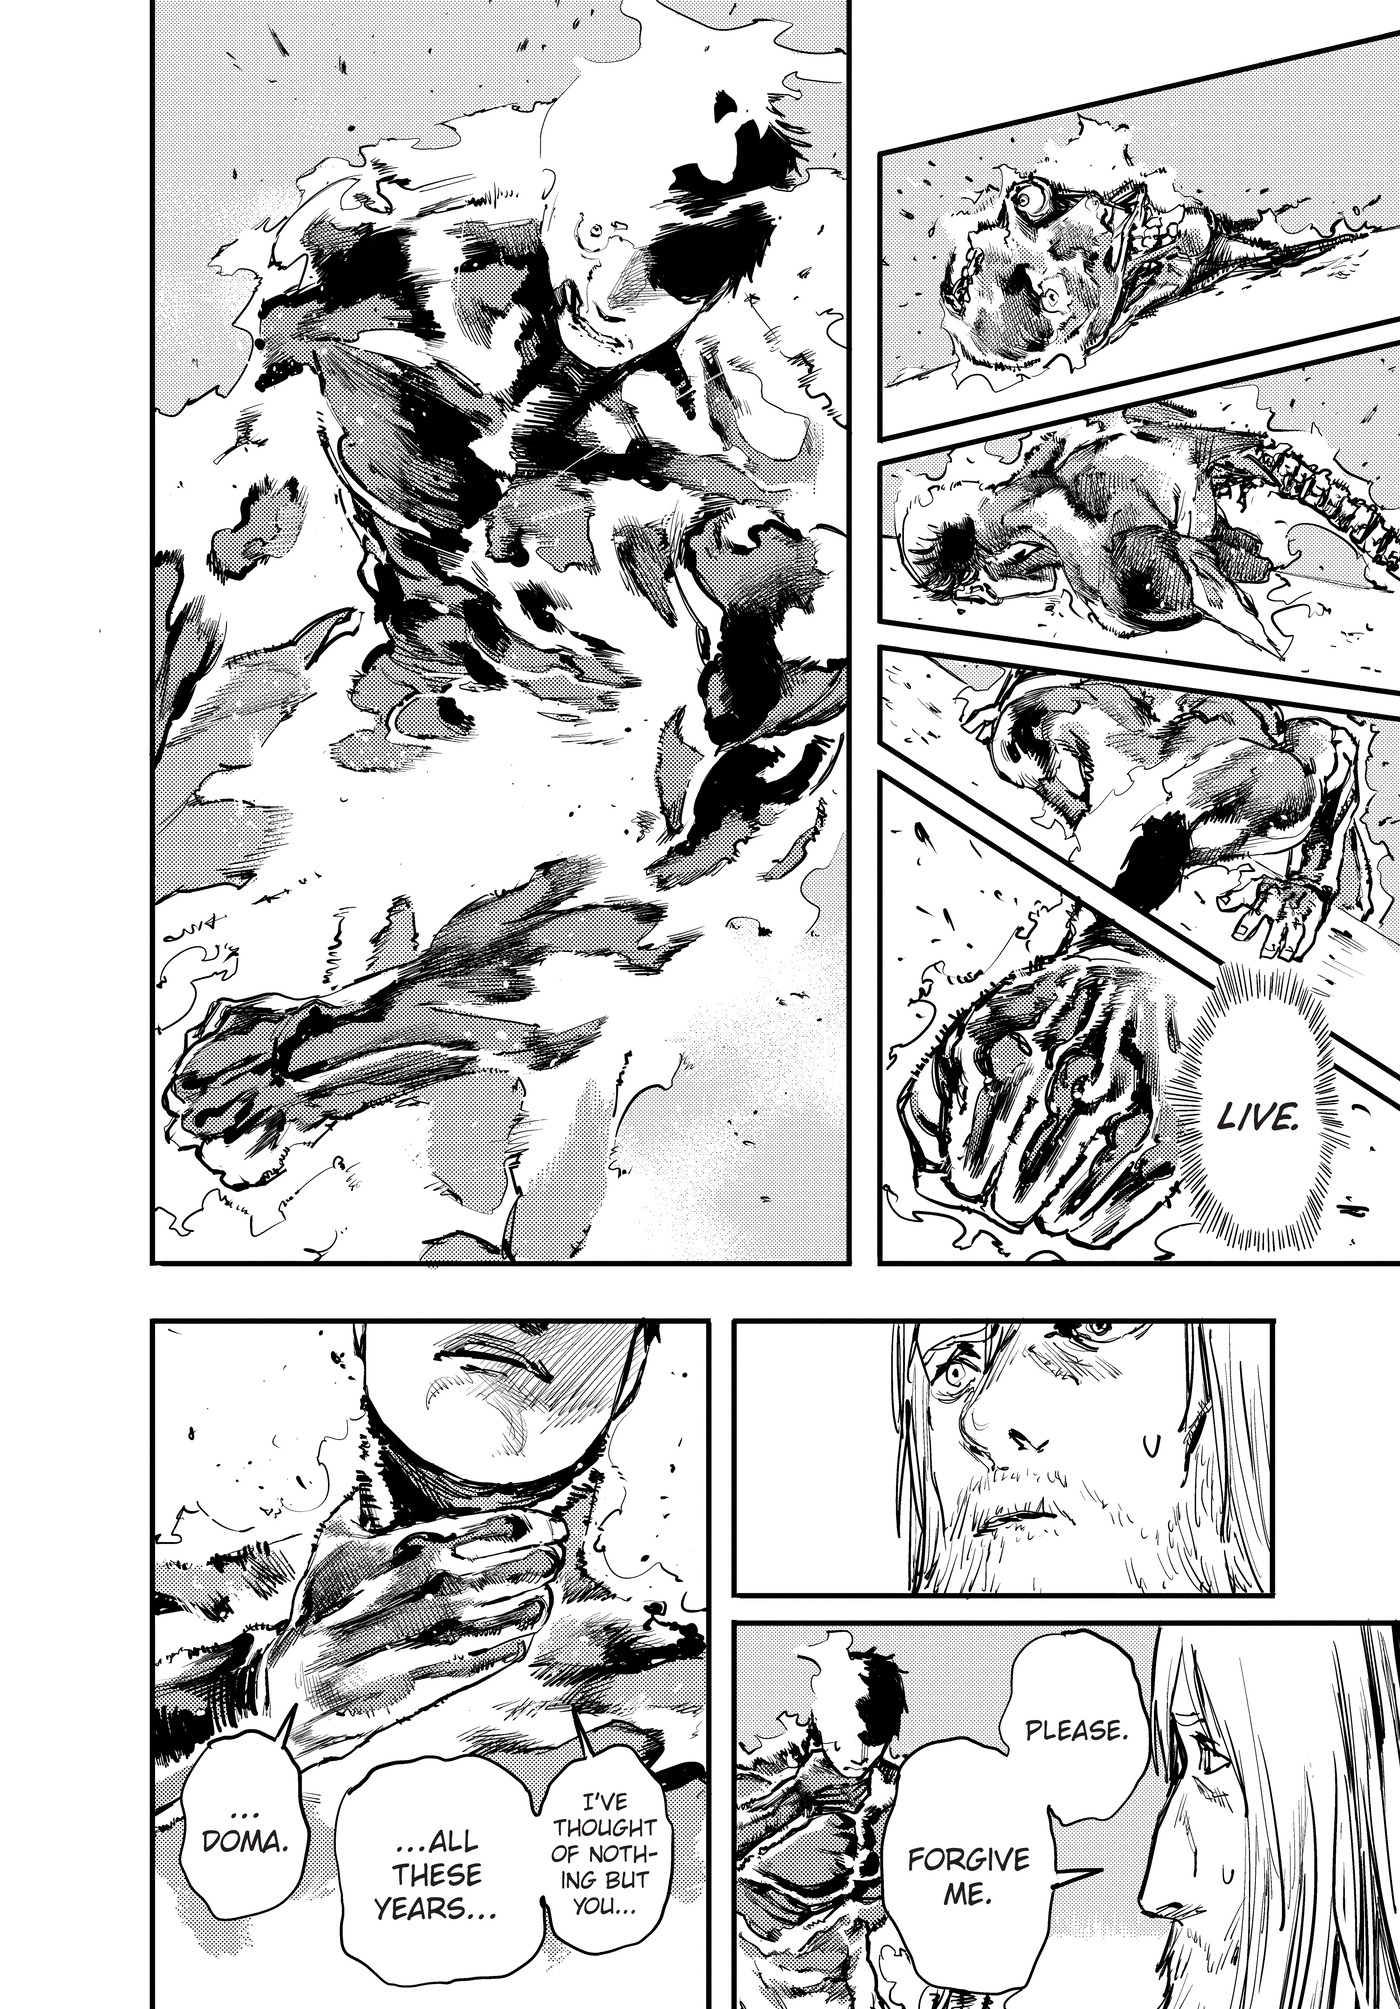 LIVE.
PLEASE.
FORGIVE
ME.
I'VE
THOUGHT
OF NOTH-
ING BUT
YOU...
...ALL
THESE
YEARS...
...
DOMA.